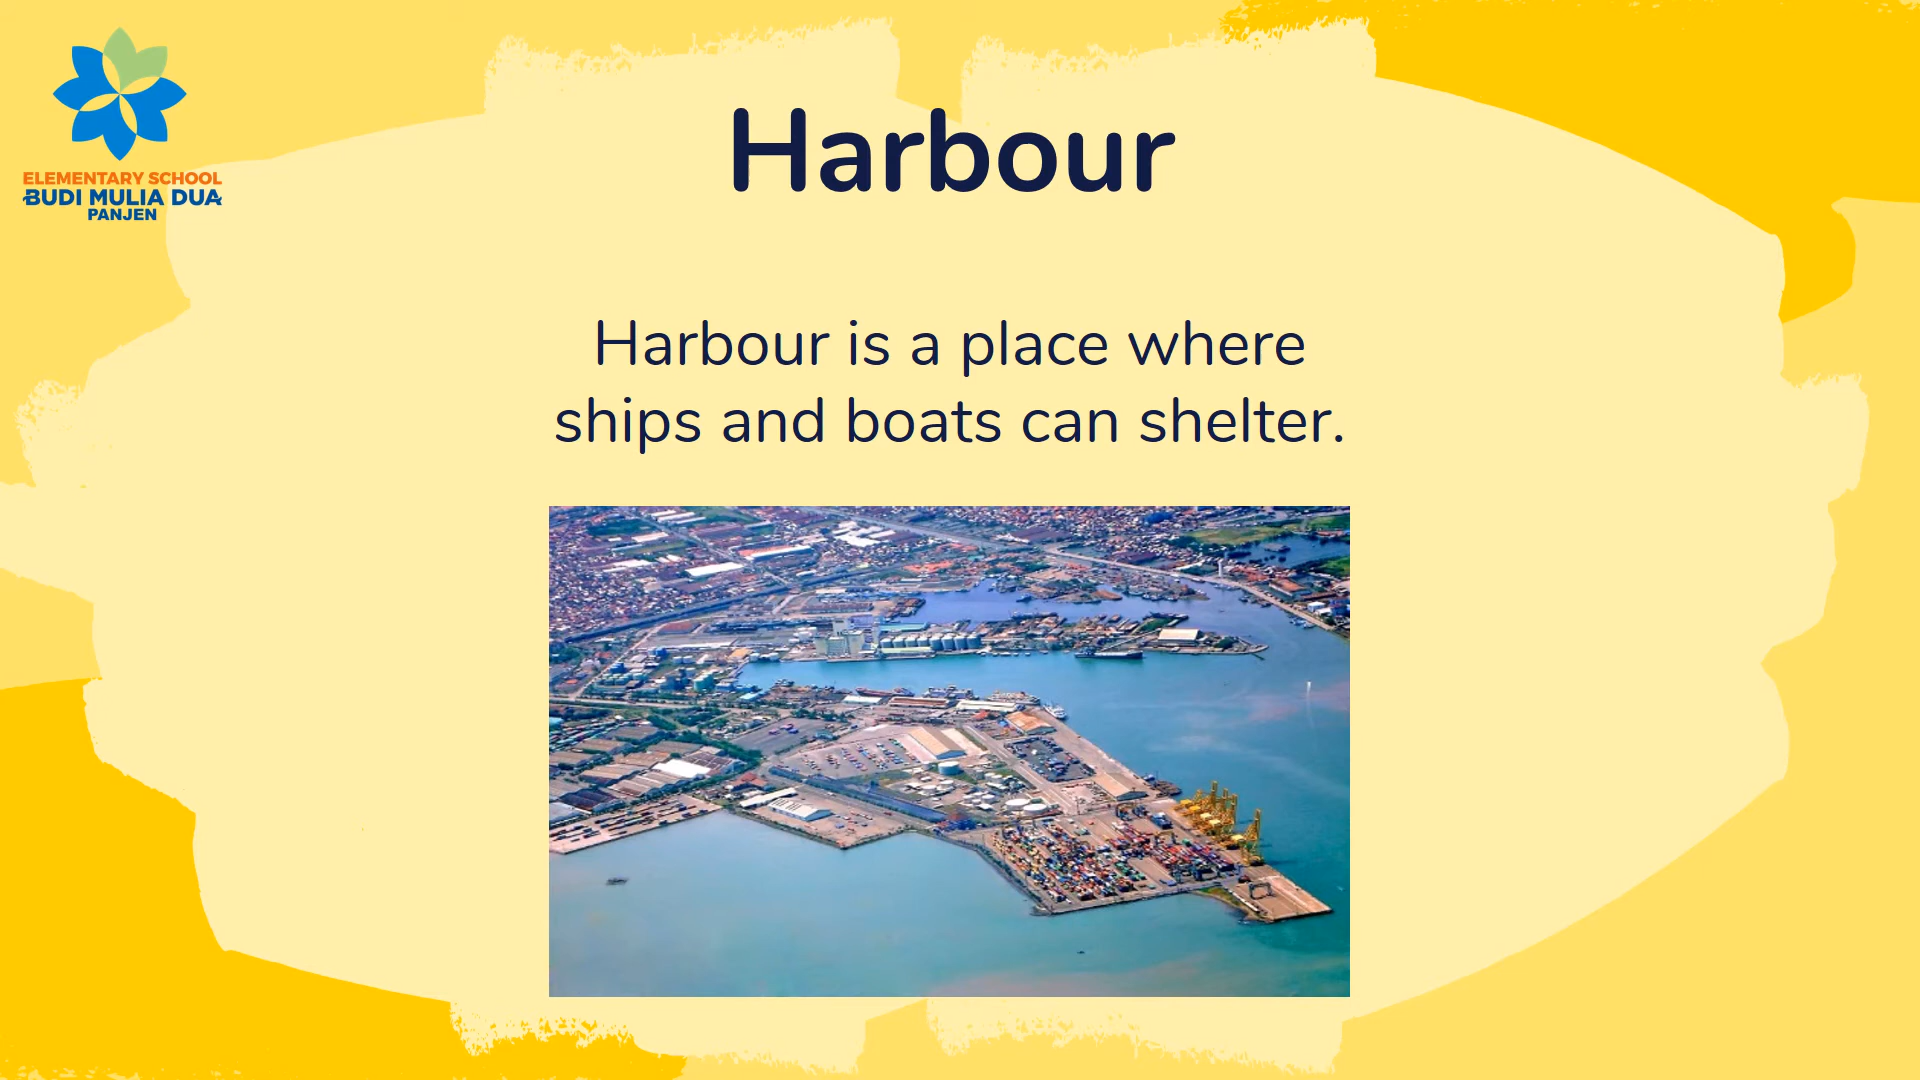 ELEMENTARY SCHOOL
BUDI MULIA DUA
PANJEN
Harbour
Harbour is a place where
ships and boats can shelter.